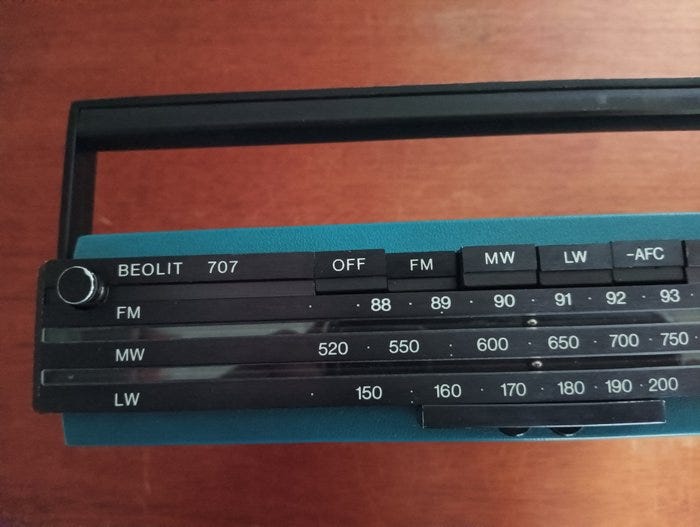 BEOLIT 707 OFF FM MW LW -AFC
FM · · 88 · 89 · 90 · 91 · 92 · 93
MW 520 · 550 · 600 · 650 · 700 · 750 ·
LW · 150 · 160 · 170 · 180 · 190 · 200